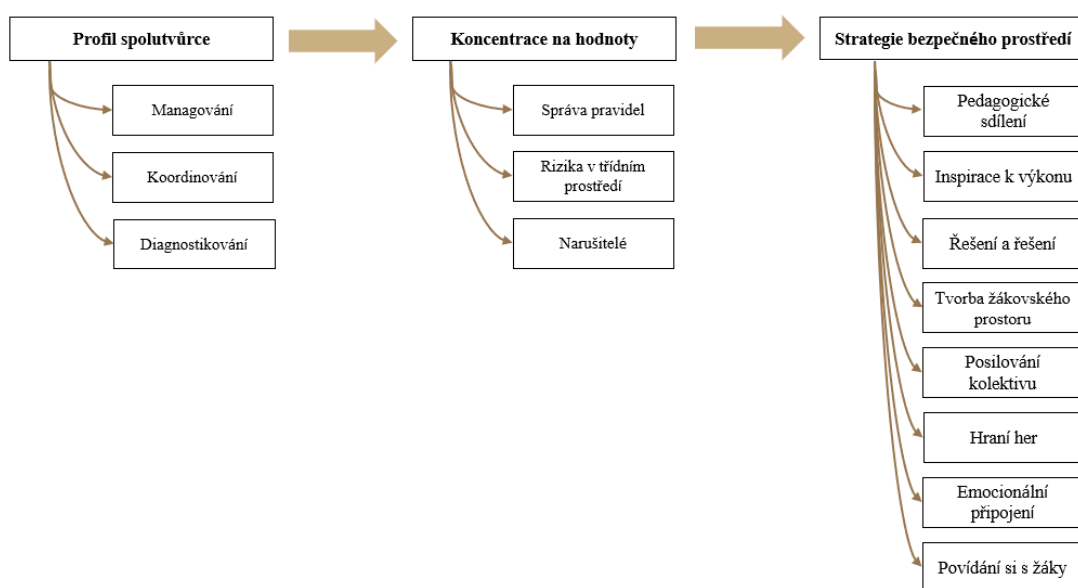 Profil spolutvůrce
Managování
Koordinování
Diagnostikování
Koncentrace na hodnoty
Správa pravidel
Rizika v třídním
prostředí
Narušitelé
Strategie bezpečného prostředí
Pedagogické
sdílení
Inspirace k výkonu
Řešení a řešení
Tvorba žákovského
prostoru
Posilování
kolektivu
Hraní her
Emocionální
připojení
Povídání si s žáky